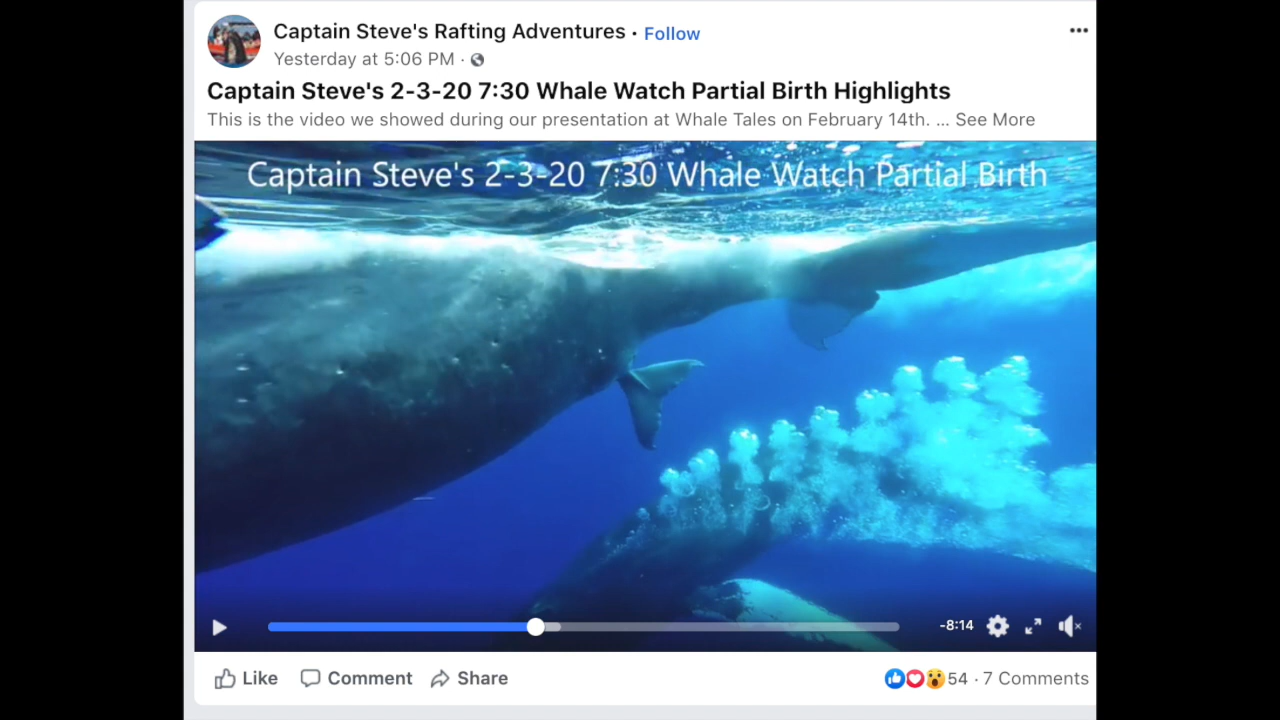 Captain Steve's Rafting Adventures · Follow
Yesterday at 5:06 PM ·
Captain Steve's 2-3-20 7:30 Whale Watch Partial Birth Highlights
This is the video we showed during our presentation at Whale Tales on February 14th. ... See More
Captain Steve's 2-3-20 7:30 Whale Watch Partial Birth
-8:14
Like Comment Share 54 · 7 Comments